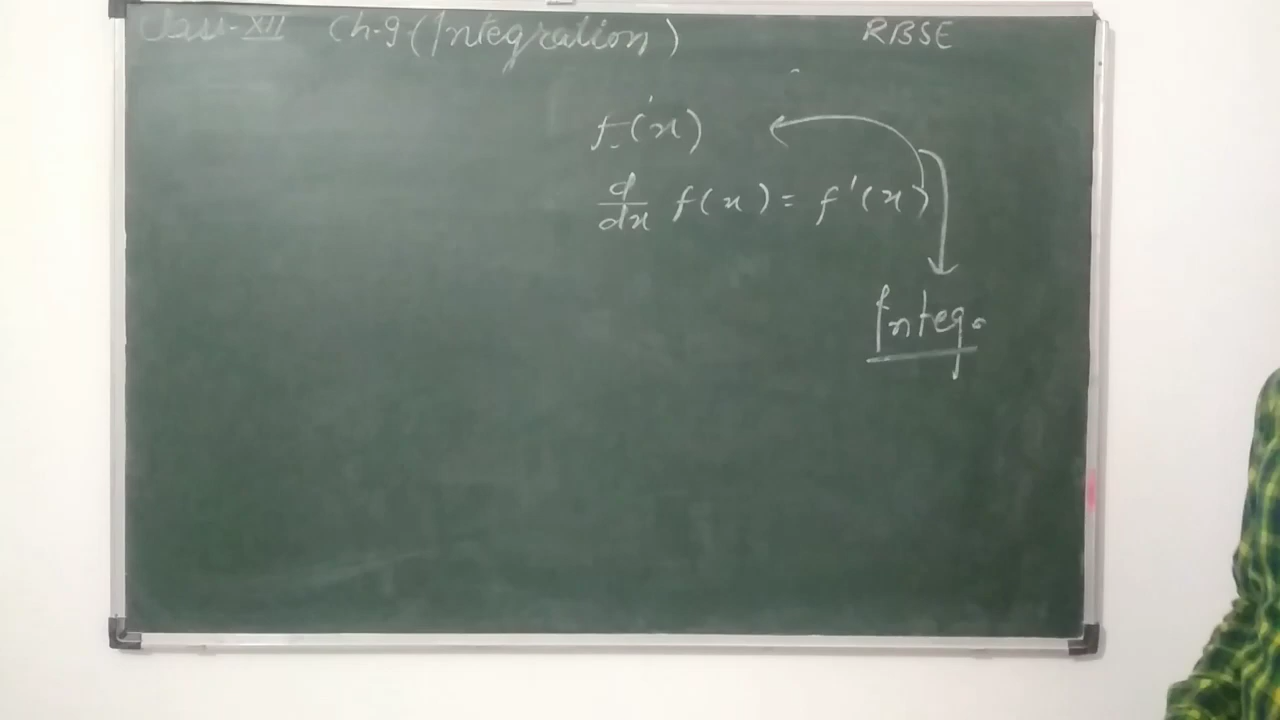 Class-XII Ch.9 (Integration) RBSE
f(x)
d/dx f(x) = f'(x)
Integ.